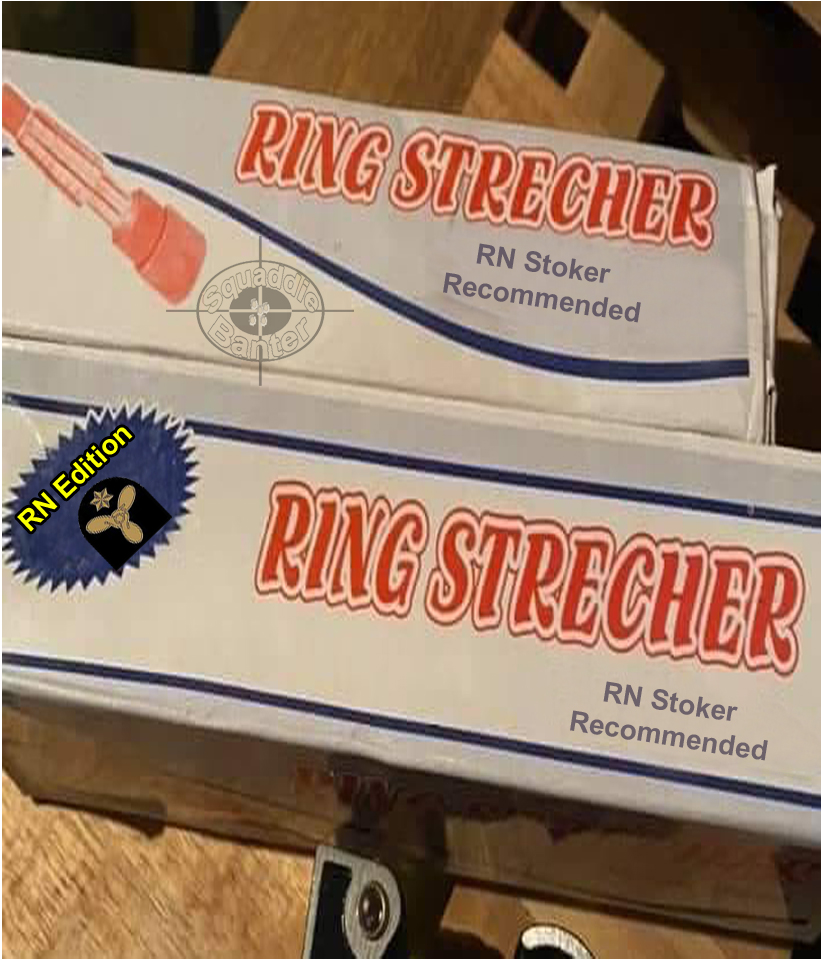 RING STRECHER
RN Stoker
Recommended
Squaddie
Banter
RN Edition
RING STRECHER
RN Stoker
Recommended